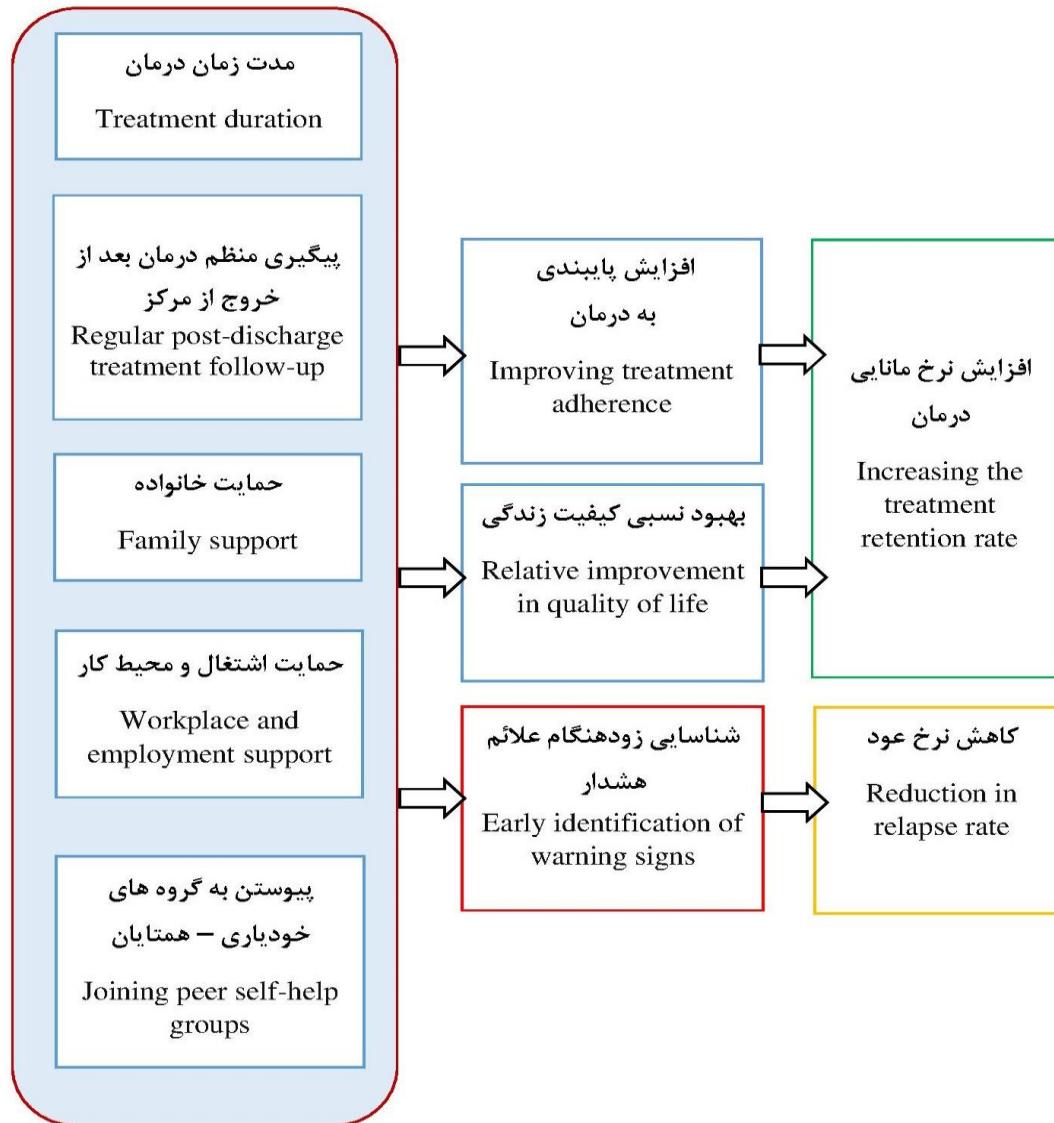 مدت زمان درمان
Treatment duration
پیگیری منظم درمان بعد از
خروج از مرکز
Regular post-discharge
treatment follow-up
حمایت خانواده
Family support
حمایت اشتغال و محیط کار
Workplace and
employment support
پیوستن به گروه های
خودیاری – همتایان
Joining peer self-help
groups
افزایش پایبندی
به درمان
Improving treatment
adherence
بهبود نسبی کیفیت زندگی
Relative improvement
in quality of life
شناسایی زودهنگام علائم
هشدار
Early identification of
warning signs
افزایش نرخ مانایی
درمان
Increasing the
treatment
retention rate
کاهش نرخ عود
Reduction in
relapse rate